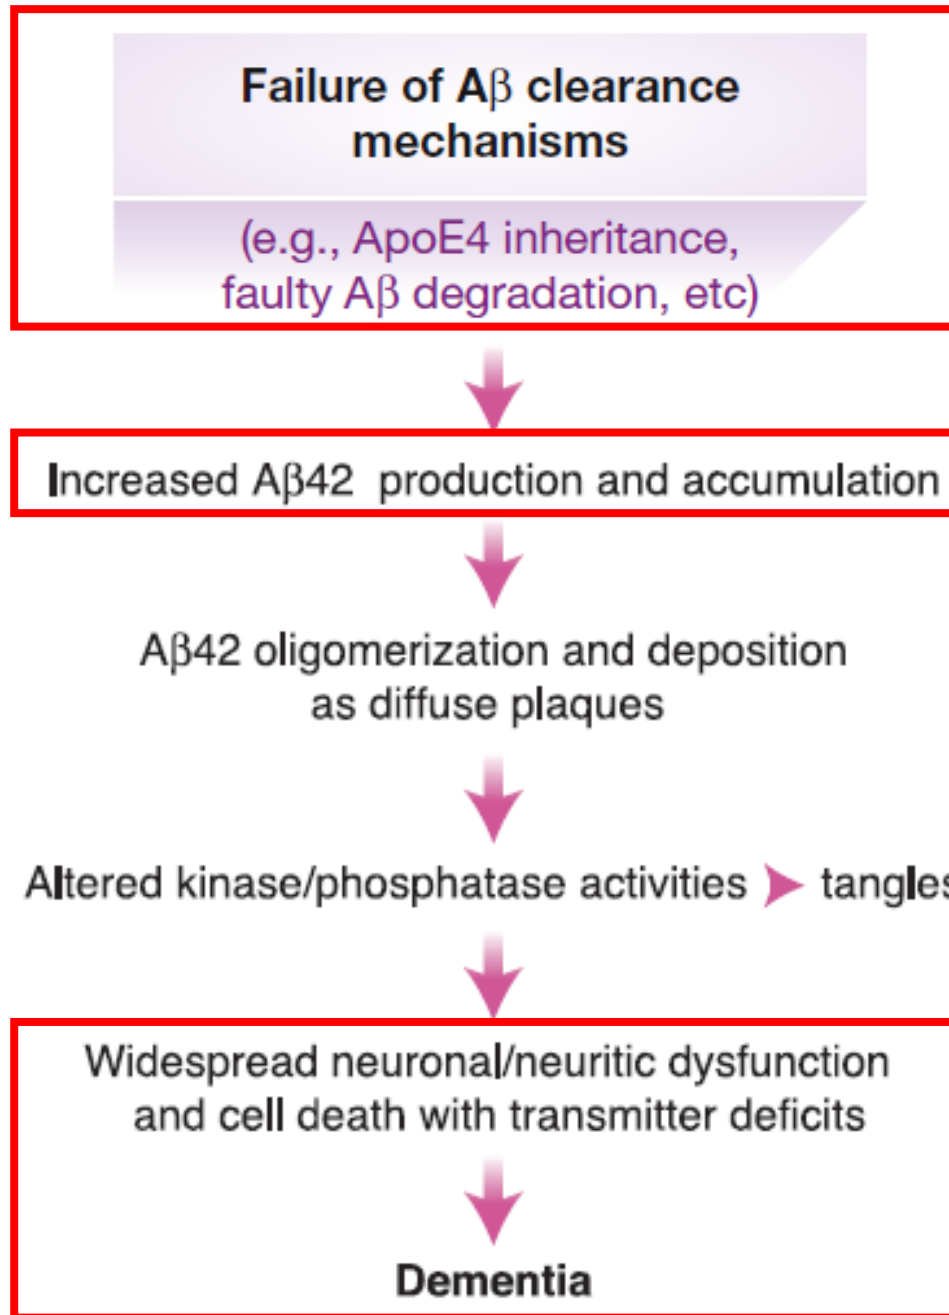 Failure of Aβ clearance
mechanisms
(e.g., ApoE4 inheritance,
faulty Aβ degradation, etc)
Increased Aβ42 production and accumulation
Aβ42 oligomerization and deposition
as diffuse plaques
Altered kinase/phosphatase activities ➤ tangles
Widespread neuronal/neuritic dysfunction
and cell death with transmitter deficits
Dementia